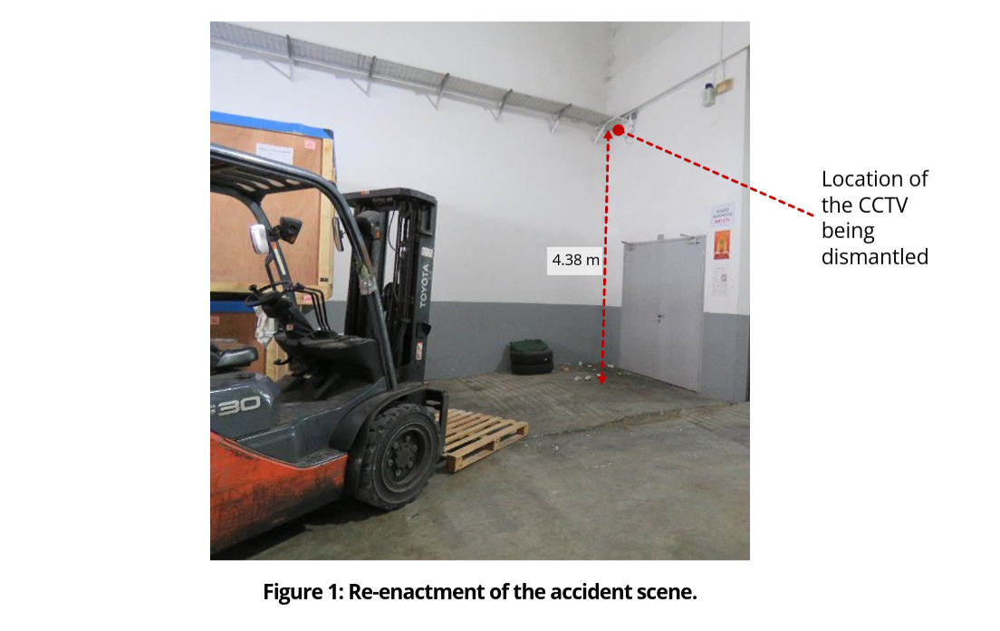 TOYOTA
30
4.38 m
Location of
the CCTV
being
dismantled
Figure 1: Re-enactment of the accident scene.